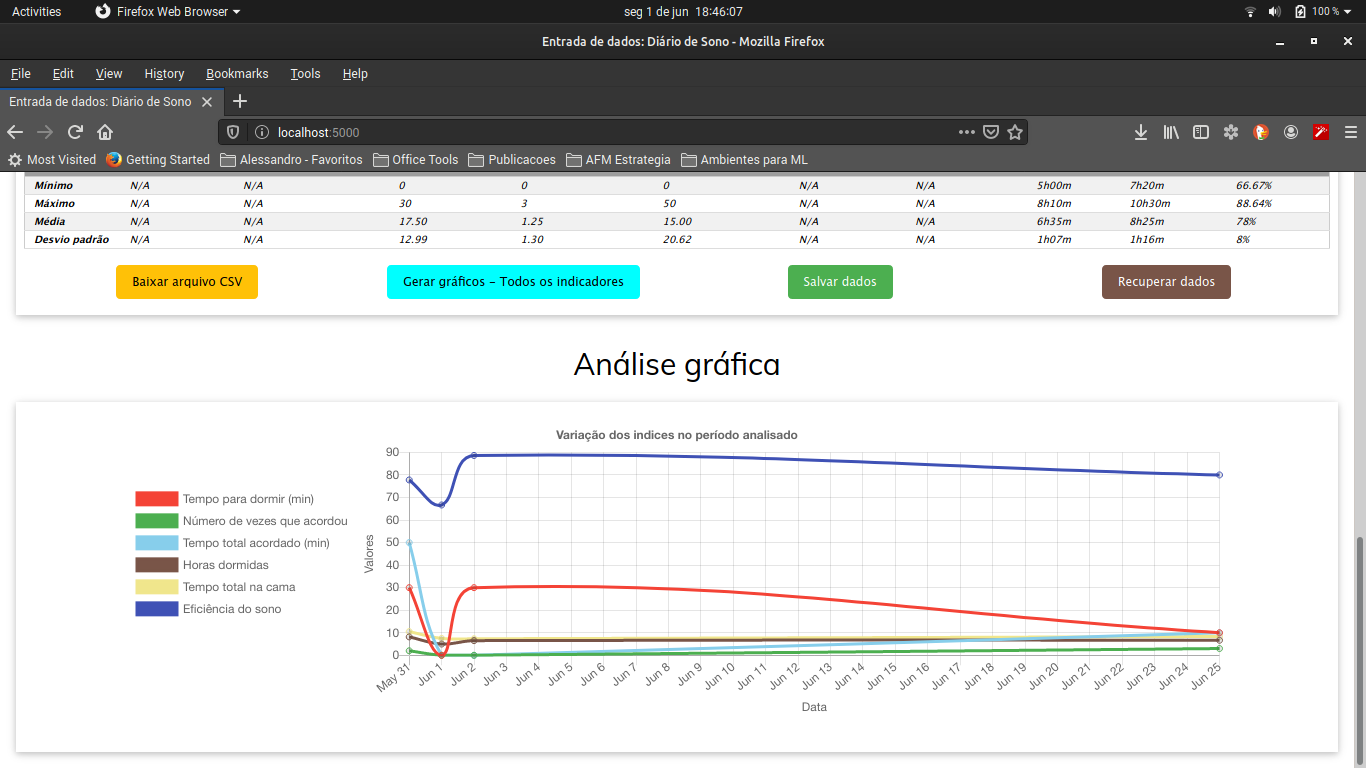 Activities Firefox Web Browser seg 1 de jun 18:46:07 100 %
Entrada de dados: Diário de Sono - Mozilla Firefox
File Edit View History Bookmarks Tools Help
Entrada de dados: Diário de Sono
localhost:5000
Most Visited Getting Started Alessandro - Favoritos Office Tools Publicacoes AFM Estrategia Ambientes para ML
Mínimo N/A N/A 0 0 0 N/A N/A 5h00m 7h20m 66.67%
Máximo N/A N/A 30 3 50 N/A N/A 8h10m 10h30m 88.64%
Média N/A N/A 17.50 1.25 15.00 N/A N/A 6h35m 8h25m 78%
Desvio padrão N/A N/A 12.99 1.30 20.62 N/A N/A 1h07m 1h16m 8%
Baixar arquivo CSV Gerar gráficos - Todos os indicadores Salvar dados Recuperar dados
Análise gráfica
Variação dos indices no período analisado
Tempo para dormir (min)
Número de vezes que acordou
Tempo total acordado (min)
Horas dormidas
Tempo total na cama
Eficiência do sono
Valores
90
80
70
60
50
40
30
20
10
0
May 31 Jun 1 Jun 2 Jun 3 Jun 4 Jun 5 Jun 6 Jun 7 Jun 8 Jun 9 Jun 10 Jun 11 Jun 12 Jun 13 Jun 14 Jun 15 Jun 16 Jun 17 Jun 18 Jun 19 Jun 20 Jun 21 Jun 22 Jun 23 Jun 24 Jun 25
Data